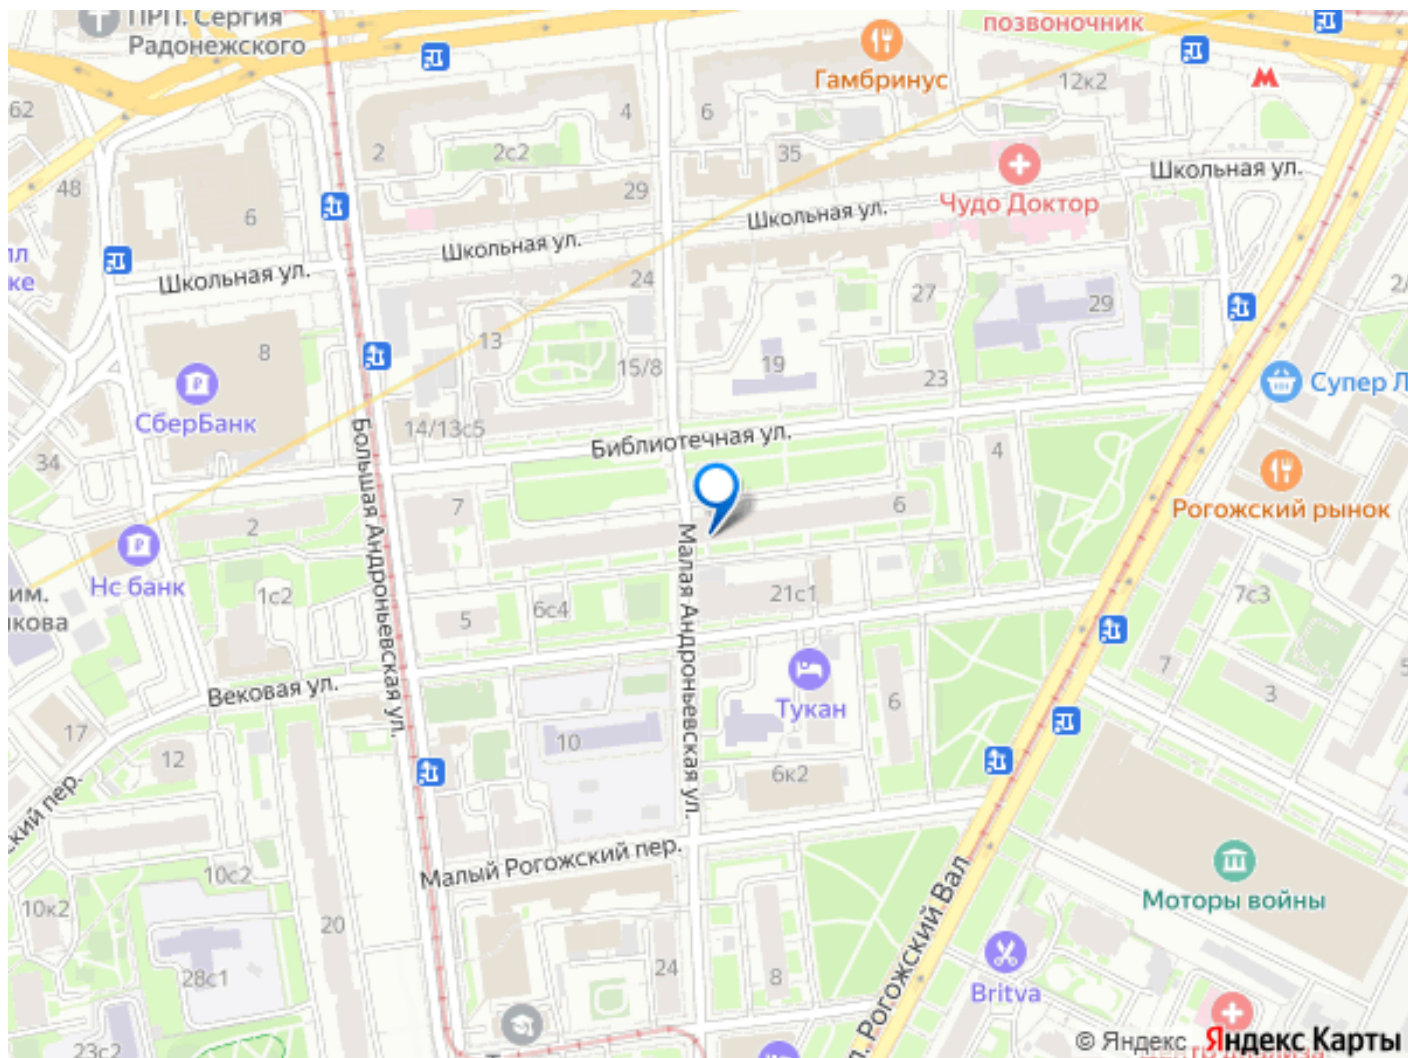 ПРП. Сергия
Радонежского
позвоночник
Гамбринус
12к2
62
4
6
2
2с2
35
Школьная ул.
48
29
Чудо Доктор
6
Школьная ул.
Школьная ул.
Школьная ул.
24
27
29
13
8
15/8
19
23
Супер Л
СберБанк
14/13с5
Библиотечная ул.
34
4
Большая Андроньевская ул.
7
6
Рогожский рынок
2
Малая Андроньевская ул.
Нс банк
1с2
6с4
21с1
7с3
им.
5
7
Вековая ул.
Тукан
6
3
17
10
12
6к2
Малый Рогожский пер.
10с2
Моторы войны
10к2
20
28с1
24
8
Рогожский Вал
Britva
23с2
© Яндекс Яндекс Карты